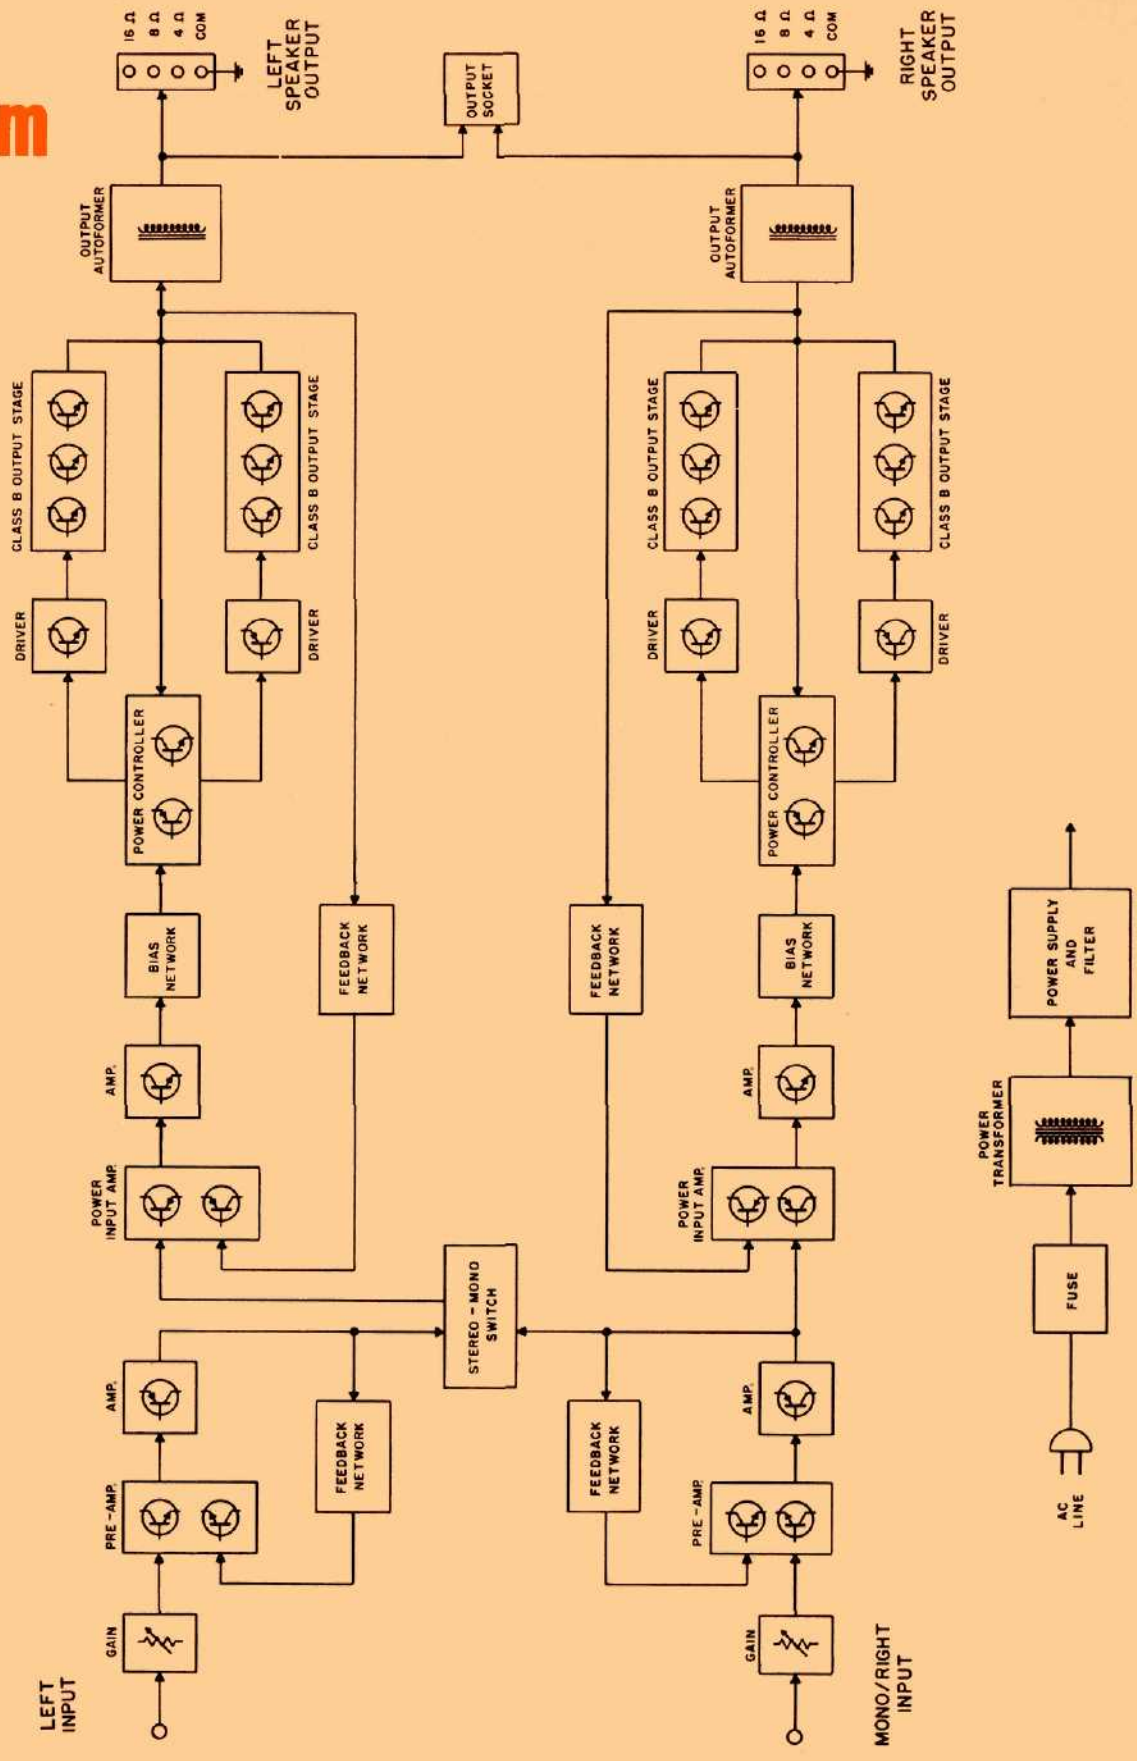 m
LEFT
INPUT
GAIN
PRE-AMP.
AMP.
FEEDBACK
NETWORK
STEREO-MONO
SWITCH
POWER
INPUT AMP.
AMP.
BIAS
NETWORK
FEEDBACK
NETWORK
POWER CONTROLLER
DRIVER
DRIVER
CLASS B OUTPUT STAGE
CLASS B OUTPUT STAGE
OUTPUT
AUTOFORMER
16 Ω
8 Ω
4 Ω
COM
LEFT
SPEAKER
OUTPUT
OUTPUT
SOCKET
MONO/RIGHT
INPUT
GAIN
PRE-AMP.
AMP.
FEEDBACK
NETWORK
POWER
INPUT AMP.
AMP.
BIAS
NETWORK
FEEDBACK
NETWORK
POWER CONTROLLER
DRIVER
DRIVER
CLASS B OUTPUT STAGE
CLASS B OUTPUT STAGE
OUTPUT
AUTOFORMER
16 Ω
8 Ω
4 Ω
COM
RIGHT
SPEAKER
OUTPUT
AC
LINE
FUSE
POWER
TRANSFORMER
POWER SUPPLY
AND
FILTER